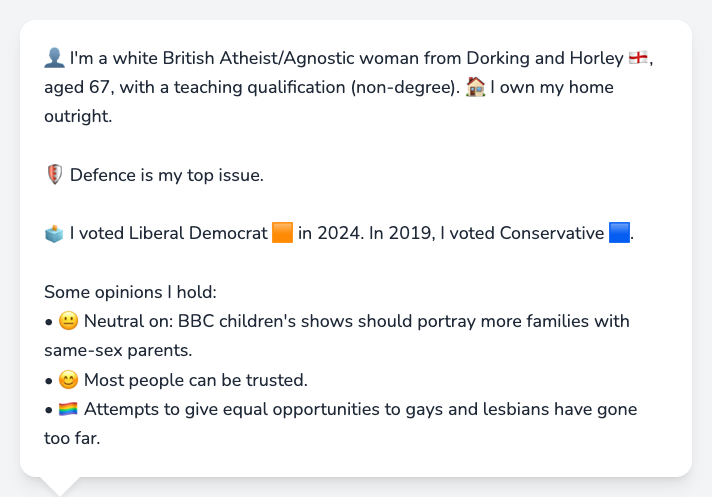 👤 I'm a white British Atheist/Agnostic woman from Dorking and Horley 🏴󠁧󠁢󠁥󠁮󠁧󠁿,
aged 67, with a teaching qualification (non-degree). 🏠 I own my home
outright.
🛡️ Defence is my top issue.
🗳️ I voted Liberal Democrat 🟧 in 2024. In 2019, I voted Conservative 🟦.
Some opinions I hold:
• 😐 Neutral on: BBC children's shows should portray more families with
same-sex parents.
• 😊 Most people can be trusted.
• 🏳️‍🌈 Attempts to give equal opportunities to gays and lesbians have gone
too far.